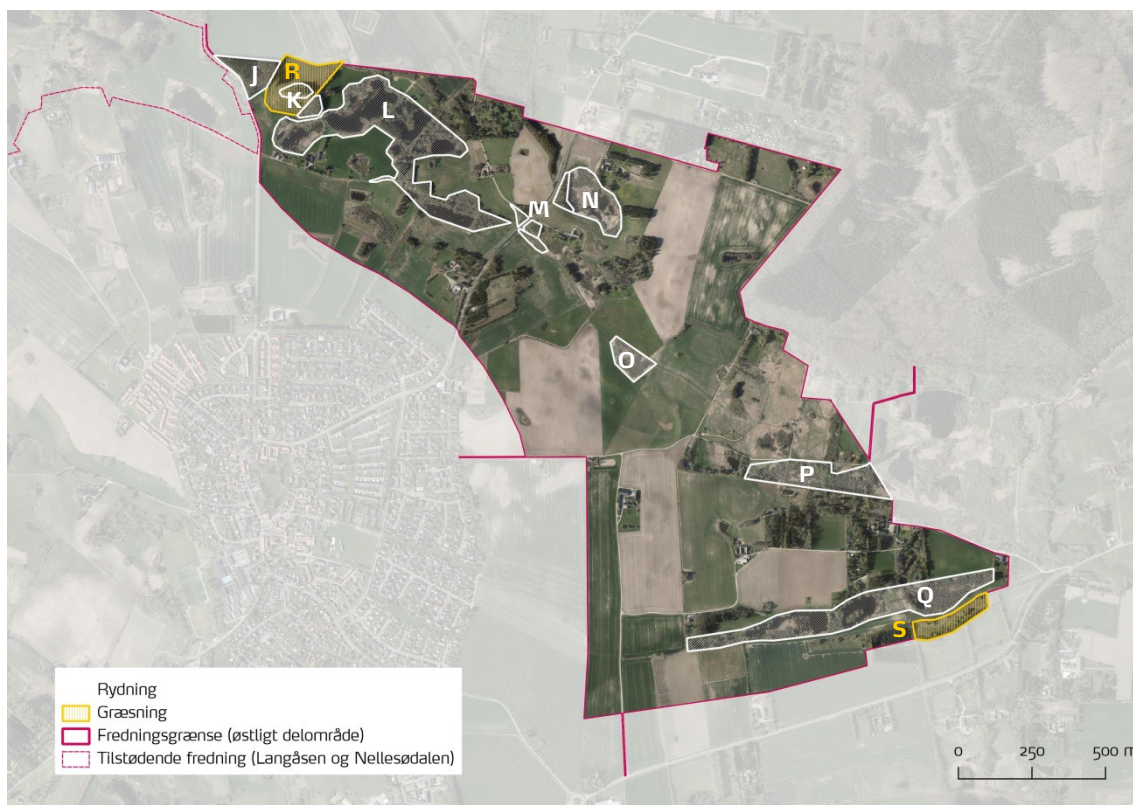 J
R
K
L
M
N
O
P
Q
S
Rydning
Græsning
Fredningsgrænse (østligt delområde)
Tilstødende fredning (Langåsen og Nellesødalen)
0 250 500 m